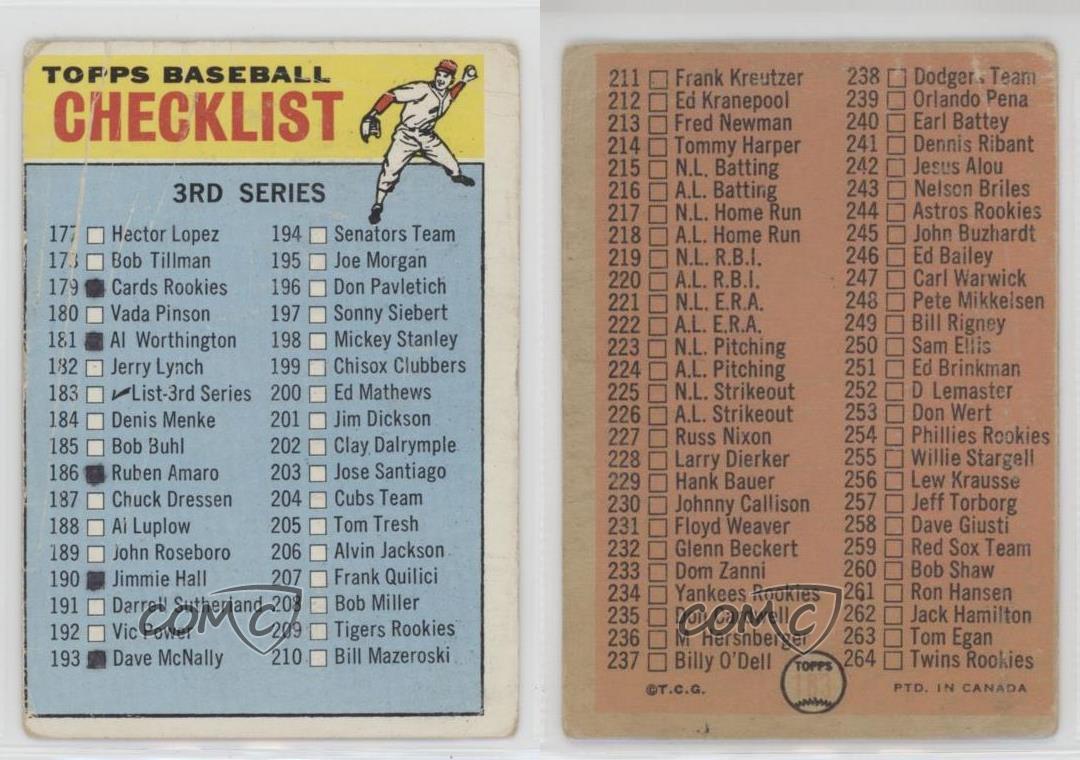 TOPPS BASEBALL
CHECKLIST
3RD SERIES
177 Hector Lopez
178 Bob Tillman
179 Cards Rookies
180 Vada Pinson
181 Al Worthington
182 Jerry Lynch
183 ✓List-3rd Series
184 Denis Menke
185 Bob Buhl
186 Ruben Amaro
187 Chuck Dressen
188 Al Luplow
189 John Roseboro
190 Jimmie Hall
191 Darrell Sutherland
192 Vic Power
193 Dave McNally
194 Senators Team
195 Joe Morgan
196 Don Pavletich
197 Sonny Siebert
198 Mickey Stanley
199 Chisox Clubbers
200 Ed Mathews
201 Jim Dickson
202 Clay Dalrymple
203 Jose Santiago
204 Cubs Team
205 Tom Tresh
206 Alvin Jackson
207 Frank Quilici
208 Bob Miller
209 Tigers Rookies
210 Bill Mazeroski
COMC
211 Frank Kreutzer
212 Ed Kranepool
213 Fred Newman
214 Tommy Harper
215 N.L. Batting
216 A.L. Batting
217 N.L. Home Run
218 A.L. Home Run
219 N.L. R.B.I.
220 A.L. R.B.I.
221 N.L. E.R.A.
222 A.L. E.R.A.
223 N.L. Pitching
224 A.L. Pitching
225 N.L. Strikeout
226 A.L. Strikeout
227 Russ Nixon
228 Larry Dierker
229 Hank Bauer
230 Johnny Callison
231 Floyd Weaver
232 Glenn Beckert
233 Dom Zanni
234 Yankees Rookies
235 Don Cardwell
236 M Hershberger
237 Billy O'Dell
238 Dodgers Team
239 Orlando Pena
240 Earl Battey
241 Dennis Ribant
242 Jesus Alou
243 Nelson Briles
244 Astros Rookies
245 John Buzhardt
246 Ed Bailey
247 Carl Warwick
248 Pete Mikkelsen
249 Bill Rigney
250 Sam Ellis
251 Ed Brinkman
252 D Lemaster
253 Don Wert
254 Phillies Rookies
255 Willie Stargell
256 Lew Krausse
257 Jeff Torborg
258 Dave Giusti
259 Red Sox Team
260 Bob Shaw
261 Ron Hansen
262 Jack Hamilton
263 Tom Egan
264 Twins Rookies
COMC
©T.C.G.
TOPPS
183
PTD. IN CANADA